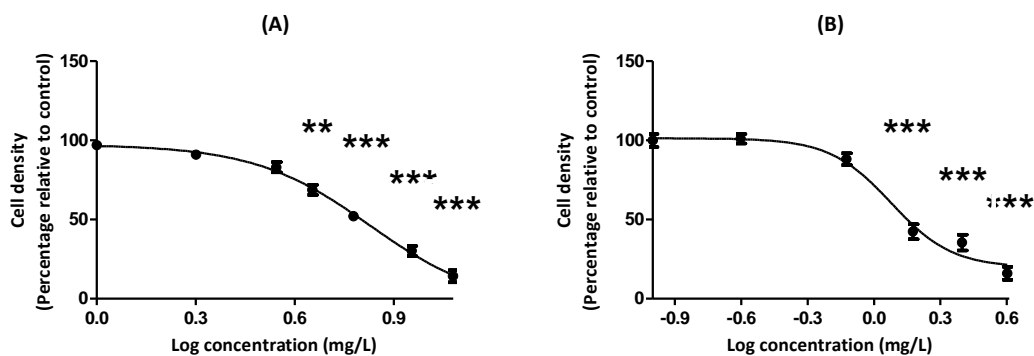 (A)
150
100
50
0
Cell density
(Percentage relative to control)
**
***
***
***
0.0 0.3 0.6 0.9
Log concentration (mg/L)
(B)
150
100
50
0
Cell density
(Percentage relative to control)
***
***
***
-0.9 -0.6 -0.3 0.0 0.3 0.6
Log concentration (mg/L)